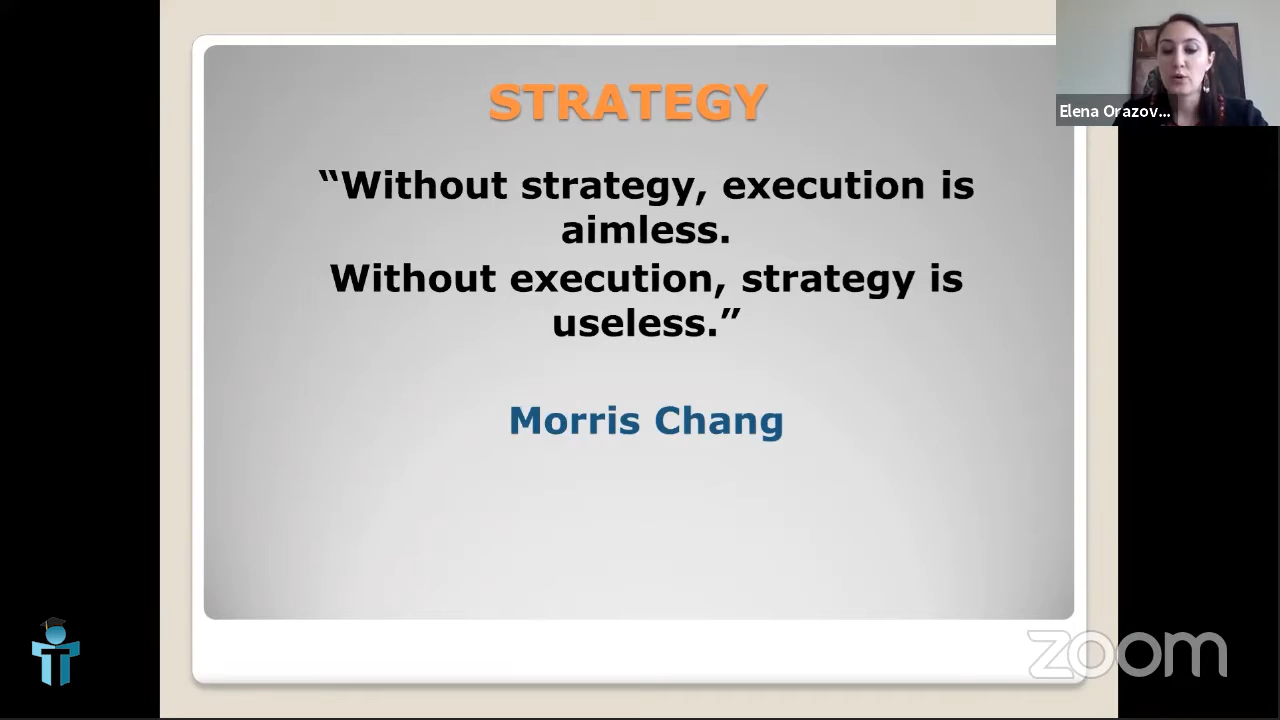 STRATEGY
“Without strategy, execution is
aimless.
Without execution, strategy is
useless.”
Morris Chang
Elena Orazov...
zoom